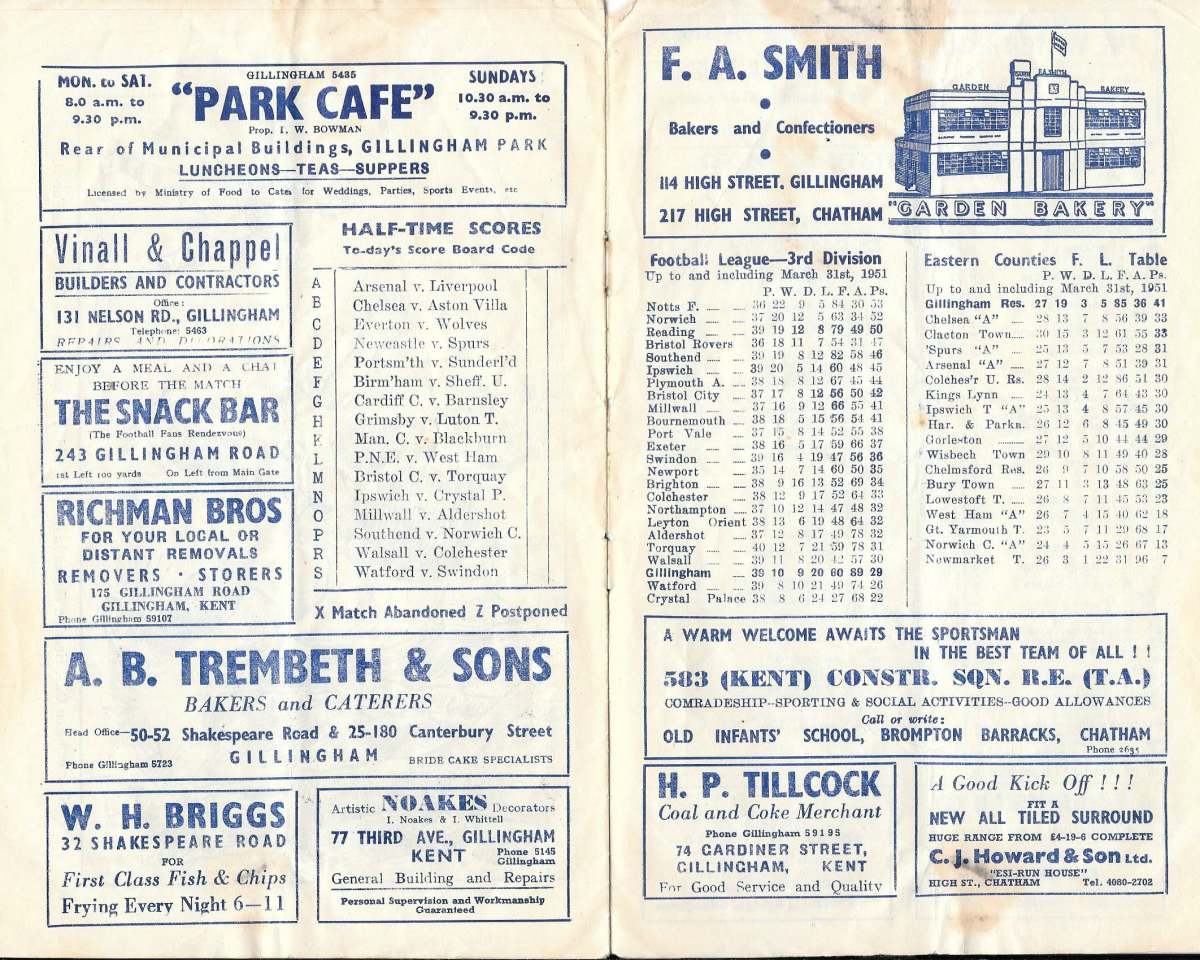 MON. to SAT.
8.0 a.m. to
9.30 p.m.
GILLINGHAM 5435
"PARK CAFE"
Prop. I. W. BOWMAN
SUNDAYS
10.30 a.m. to
9.30 p.m.
Rear of Municipal Buildings, GILLINGHAM PARK
LUNCHEONS—TEAS—SUPPERS
Licensed by Ministry of Food to Cater for Weddings, Parties, Sports Events, etc
Vinall & Chappel
BUILDERS AND CONTRACTORS
Office :
131 NELSON RD., GILLINGHAM
Telephone: 5463
REPAIRS AND DECORATIONS
ENJOY A MEAL AND A CHAT
BEFORE THE MATCH
THE SNACK BAR
(The Football Fans Rendezvous)
243 GILLINGHAM ROAD
1st Left 100 yards On Left from Main Gate
RICHMAN BROS
FOR YOUR LOCAL OR
DISTANT REMOVALS
REMOVERS · STORERS
175 GILLINGHAM ROAD
GILLINGHAM, KENT
Phone Gillingham 59107
HALF-TIME SCORES
To-day's Score Board Code
A Arsenal v. Liverpool
B Chelsea v. Aston Villa
C Everton v. Wolves
D Newcastle v. Spurs
E Portsm'th v. Sunderl'd
F Birm'ham v. Sheff. U.
G Cardiff C. v. Barnsley
H Grimsby v. Luton T.
K Man. C. v. Blackburn
L P.N.E. v. West Ham
M Bristol C. v. Torquay
N Ipswich v. Crystal P.
O Millwall v. Aldershot
P Southend v. Norwich C.
R Walsall v. Colchester
S Watford v. Swindon
X Match Abandoned Z Postponed
A. B. TREMBETH & SONS
BAKERS and CATERERS
Head Office—50-52 Shakespeare Road & 25-180 Canterbury Street
Phone Gillingham 5723 GILLINGHAM BRIDE CAKE SPECIALISTS
W. H. BRIGGS
32 SHAKESPEARE ROAD
FOR
First Class Fish & Chips
Frying Every Night 6—11
Artistic NOAKES Decorators
I. Noakes & I. Whittell
77 THIRD AVE., GILLINGHAM
KENT Phone 5145
Gillingham
General Building and Repairs
Personal Supervision and Workmanship
Guaranteed
F. A. SMITH
Bakers and Confectioners
114 HIGH STREET. GILLINGHAM
217 HIGH STREET, CHATHAM
F.A. SMITH
GARDEN BAKERY
"GARDEN BAKERY"
Football League—3rd Division
Up to and including March 31st, 1951
P. W. D. L. F. A. Ps.
Notts F. 36 22 9 5 84 30 53
Norwich 37 20 12 5 63 34 52
Reading 39 19 12 8 79 49 50
Bristol Rovers 36 18 11 7 54 31 47
Southend 39 19 8 12 82 58 46
Ipswich 39 20 5 14 60 48 45
Plymouth A. 38 18 8 12 67 45 44
Bristol City 37 17 8 12 56 50 42
Millwall 37 16 9 12 66 55 41
Bournemouth 38 18 5 15 56 54 41
Port Vale 37 15 8 14 52 55 38
Exeter 38 16 5 17 59 66 37
Swindon 39 16 4 19 47 56 36
Newport 35 14 7 14 60 50 35
Brighton 38 9 16 13 52 69 34
Colchester 38 12 9 17 52 64 33
Northampton 37 10 12 14 47 48 32
Leyton Orient 38 13 6 19 48 64 32
Aldershot 37 12 8 17 49 78 32
Torquay 40 12 7 21 59 78 31
Walsall 39 11 8 20 42 57 30
Gillingham 39 10 9 20 60 89 29
Watford 39 8 10 21 49 74 26
Crystal Palace 38 8 6 24 27 68 22
Eastern Counties F. L. Table
P. W. D. L. F. A. Ps.
Up to and including March 31st, 1951
Gillingham Res. 27 19 3 5 85 36 41
Chelsea "A" 28 13 7 8 56 39 33
Clacton Town 30 15 3 12 61 55 33
'Spurs "A" 25 13 5 7 53 28 31
Arsenal "A" 27 12 7 8 51 39 31
Colches'r U. Rs. 28 14 2 12 86 51 30
Kings Lynn 24 13 4 7 64 43 30
Ipswich T "A" 25 13 4 8 57 45 30
Har. & Parka. 26 12 6 8 45 49 30
Gorleston 27 12 5 10 44 44 29
Wisbech Town 29 10 8 11 49 40 28
Chelmsford Res. 26 9 7 10 58 50 25
Bury Town 27 11 3 13 48 63 25
Lowestoft T. 26 8 7 11 45 53 23
West Ham "A" 26 7 4 15 40 62 18
Gt. Yarmouth T. 23 5 7 11 29 68 17
Norwich C. "A" 24 4 5 15 26 67 13
Newmarket T. 26 3 1 22 31 96 7
A WARM WELCOME AWAITS THE SPORTSMAN
IN THE BEST TEAM OF ALL ! !
583 (KENT) CONSTR. SQN. R.E. (T.A.)
COMRADESHIP--SPORTING & SOCIAL ACTIVITIES--GOOD ALLOWANCES
Call or write:
OLD INFANTS' SCHOOL, BROMPTON BARRACKS, CHATHAM
Phone 2635
H. P. TILLCOCK
Coal and Coke Merchant
Phone Gillingham 59195
74 CARDINER STREET,
GILLINGHAM, KENT
For Good Service and Quality
A Good Kick Off ! ! !
FIT A
NEW ALL TILED SURROUND
HUGE RANGE FROM £4-19-6 COMPLETE
C. J. Howard & Son Ltd.
"ESI-RUN HOUSE"
HIGH ST., CHATHAM Tel. 4080-2702